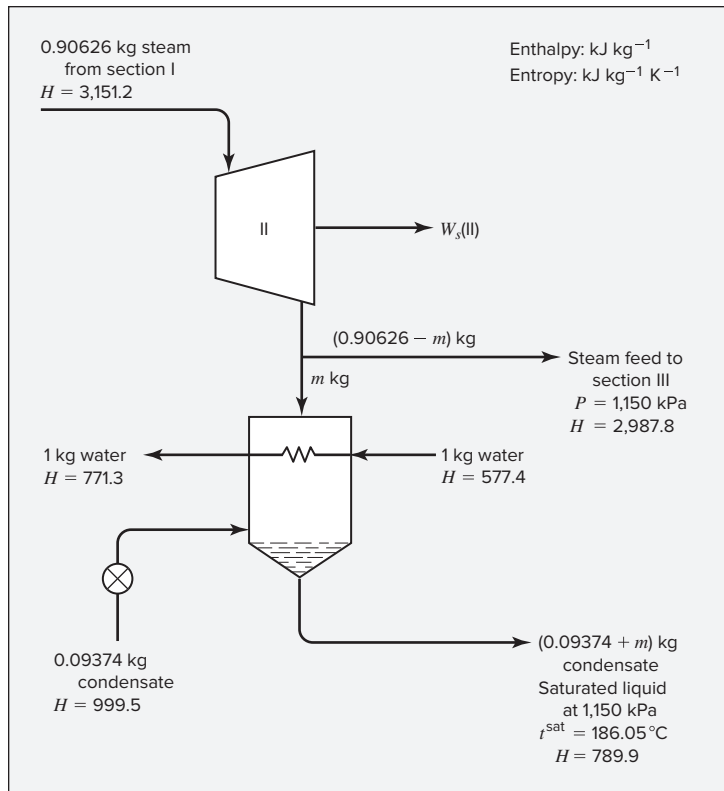 0.90626 kg steam
from section I
H = 3,151.2
Enthalpy: kJ kg⁻¹
Entropy: kJ kg⁻¹ K⁻¹
II
Wₛ(II)
(0.90626 − m) kg
m kg
Steam feed to
section III
P = 1,150 kPa
H = 2,987.8
1 kg water
H = 771.3
1 kg water
H = 577.4
0.09374 kg
condensate
H = 999.5
(0.09374 + m) kg
condensate
Saturated liquid
at 1,150 kPa
t^sat = 186.05°C
H = 789.9